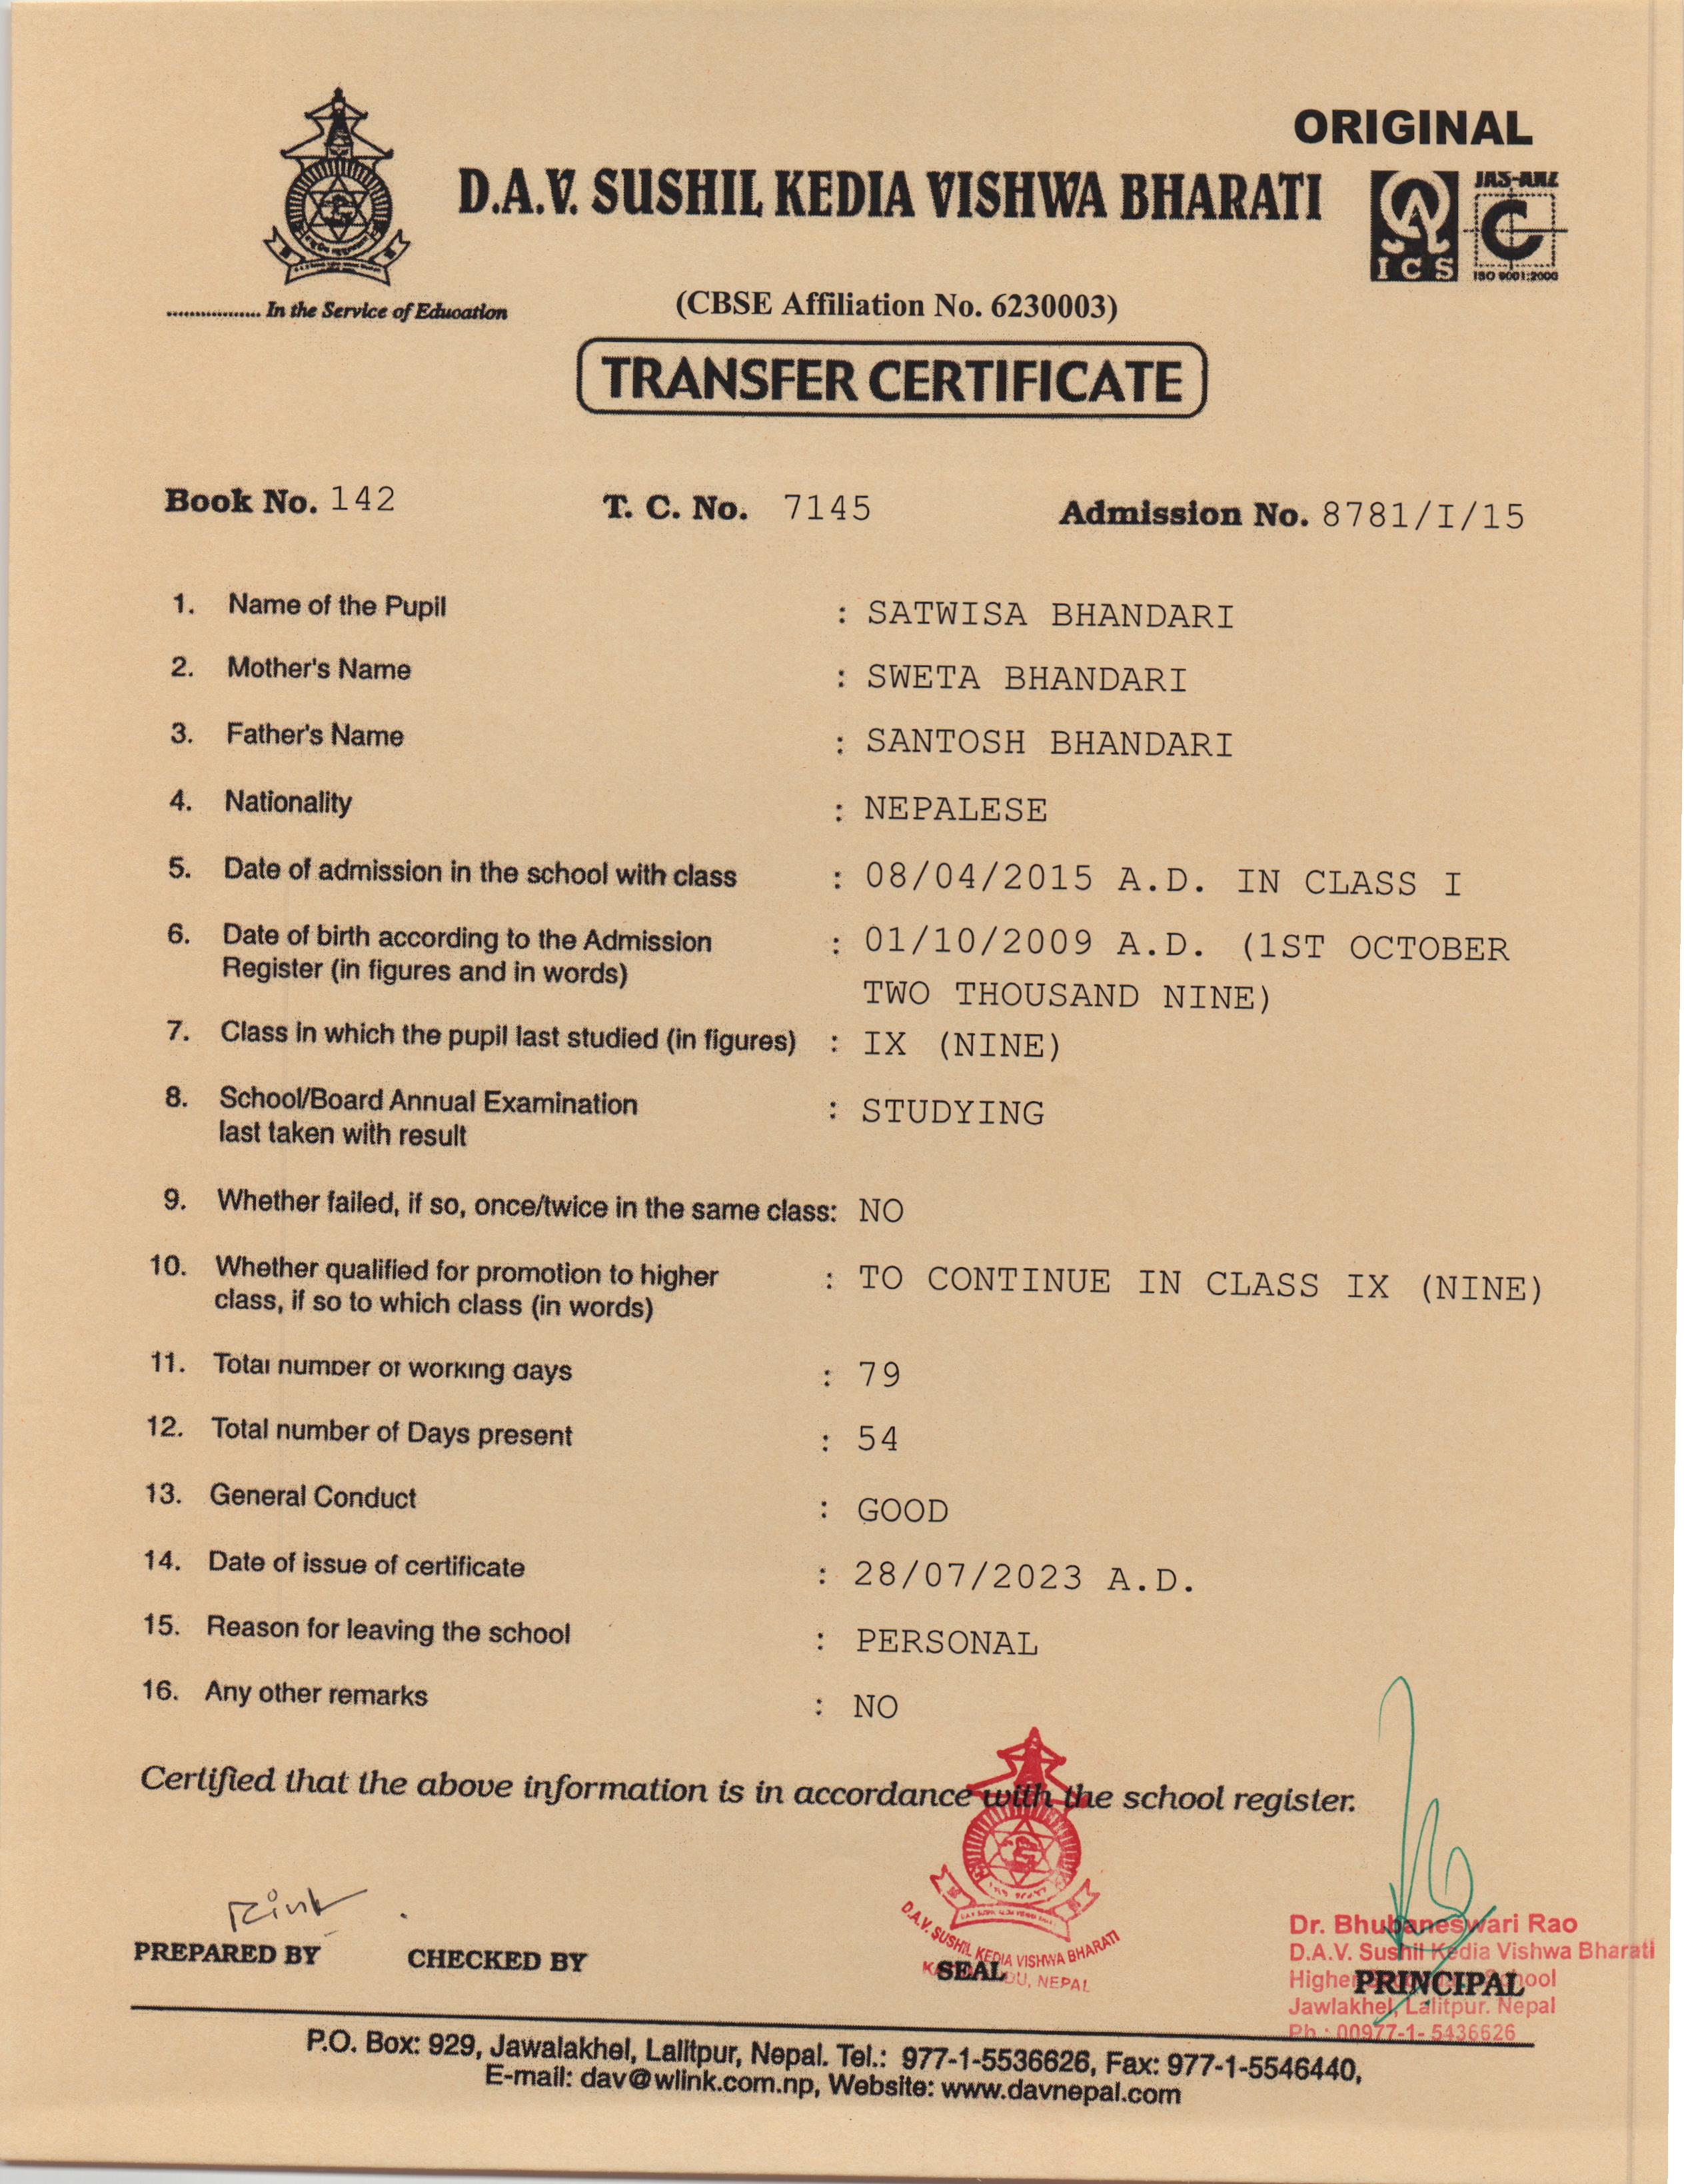 ORIGINAL
D.A.V. SUSHIL KEDIA VISHWA BHARATI
JAS-ANZ
ICS
ISO 9001:2000
................. In the Service of Education
(CBSE Affiliation No. 6230003)
TRANSFER CERTIFICATE
Book No. 142 T. C. No. 7145 Admission No. 8781/I/15
1. Name of the Pupil : SATWISA BHANDARI
2. Mother's Name : SWETA BHANDARI
3. Father's Name : SANTOSH BHANDARI
4. Nationality : NEPALESE
5. Date of admission in the school with class : 08/04/2015 A.D. IN CLASS I
6. Date of birth according to the Admission : 01/10/2009 A.D. (1ST OCTOBER
Register (in figures and in words) TWO THOUSAND NINE)
7. Class in which the pupil last studied (in figures) : IX (NINE)
8. School/Board Annual Examination : STUDYING
last taken with result
9. Whether failed, if so, once/twice in the same class: NO
10. Whether qualified for promotion to higher : TO CONTINUE IN CLASS IX (NINE)
class, if so to which class (in words)
11. Total number of working days : 79
12. Total number of Days present : 54
13. General Conduct : GOOD
14. Date of issue of certificate : 28/07/2023 A.D.
15. Reason for leaving the school : PERSONAL
16. Any other remarks : NO
Certified that the above information is in accordance with the school register.
D.A.V. SUSHIL KEDIA VISHWA BHARATI
NEPAL
Dr. Bhubaneswari Rao
D.A.V. Sushil Kedia Vishwa Bharati
Higher School
Jawlakhel, Lalitpur. Nepal
Ph.: 00977-1-5436626
PREPARED BY CHECKED BY SEAL PRINCIPAL
P.O. Box: 929, Jawalakhel, Lalitpur, Nepal. Tel.: 977-1-5536626, Fax: 977-1-5546440,
E-mail: dav@wlink.com.np, Website: www.davnepal.com